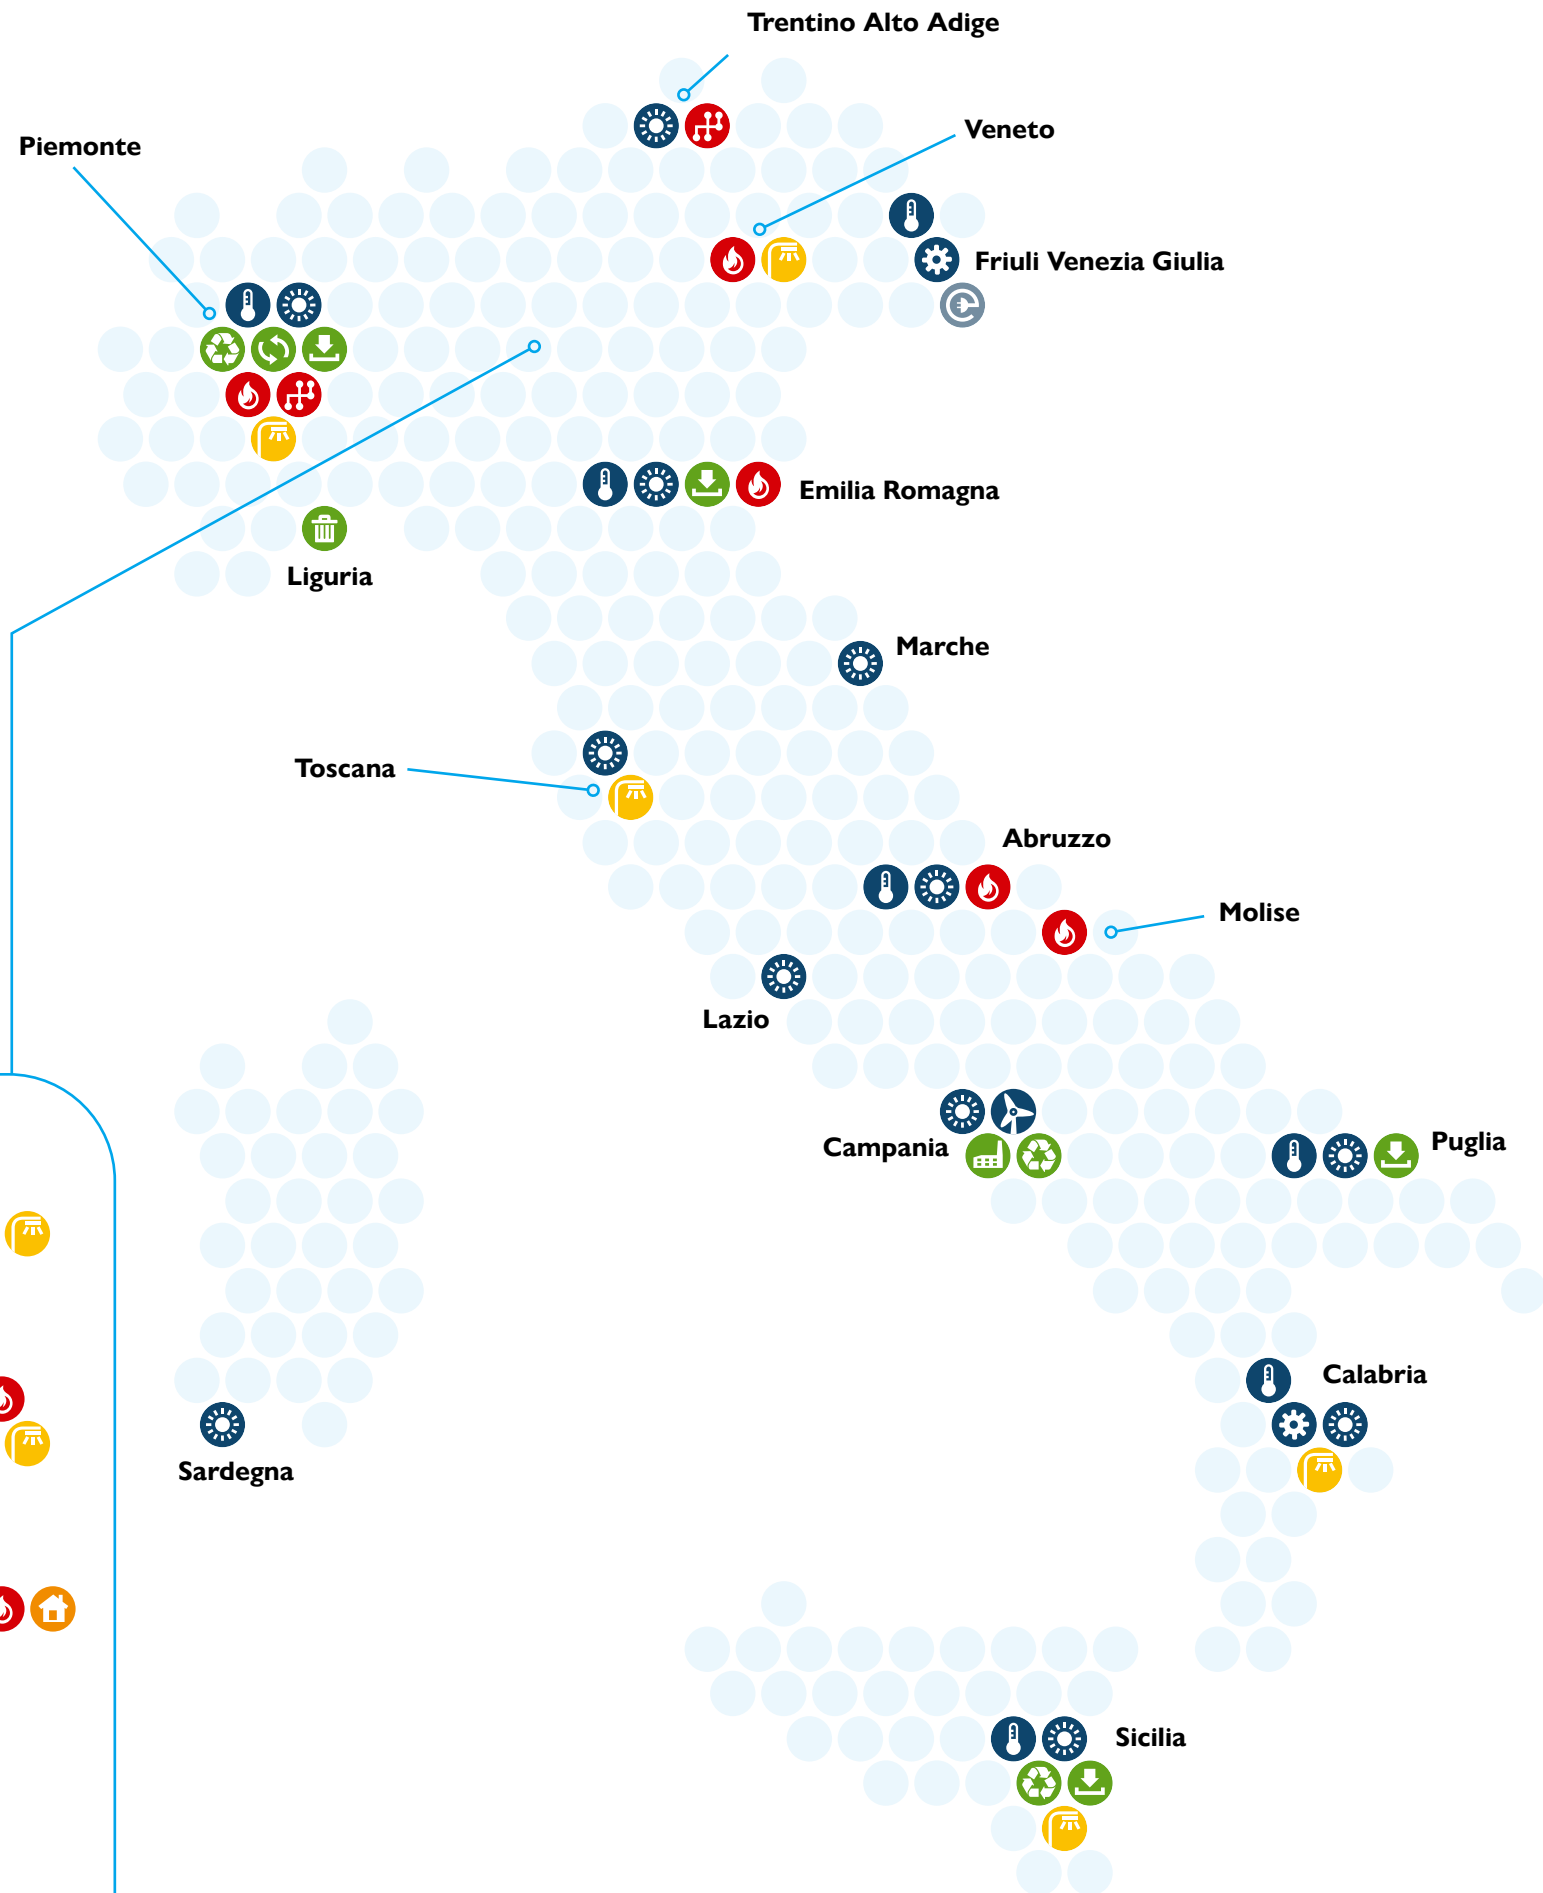 Trentino Alto Adige
Veneto
Piemonte
Friuli Venezia Giulia
Emilia Romagna
Liguria
Marche
Toscana
Abruzzo
Molise
Lazio
Campania
Puglia
Calabria
Sardegna
Sicilia